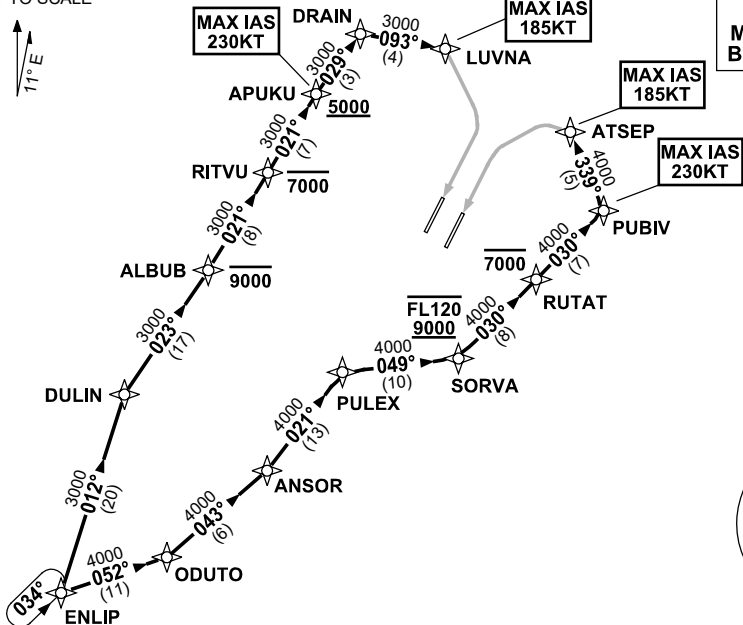 TO SCALE
11° E
MAX IAS
230KT
DRAIN
3000
093°
(4)
MAX IAS
185KT
LUVNA
M
B
3000
029°
(3)
APUKU
5000
MAX IAS
185KT
ATSEP
3000
021°
(7)
RITVU
7000
4000
339°
(5)
MAX IAS
230KT
PUBIV
3000
021°
(8)
ALBUB
9000
7000
4000
030°
(7)
RUTAT
3000
023°
(17)
FL120
9000
4000
030°
(8)
SORVA
4000
049°
(10)
PULEX
DULIN
4000
021°
(13)
ANSOR
3000
012°
(20)
4000
043°
(6)
ODUTO
4000
052°
(11)
034°
ENLIP